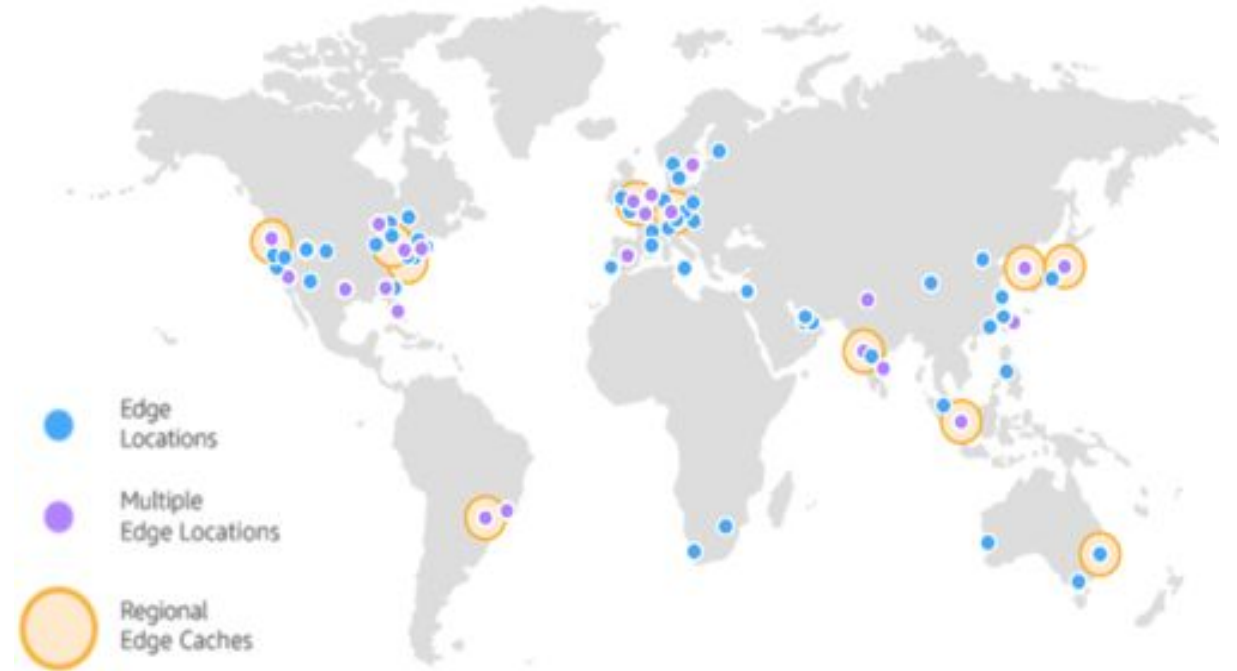 Edge
Locations
Multiple
Edge Locations
Regional
Edge Caches